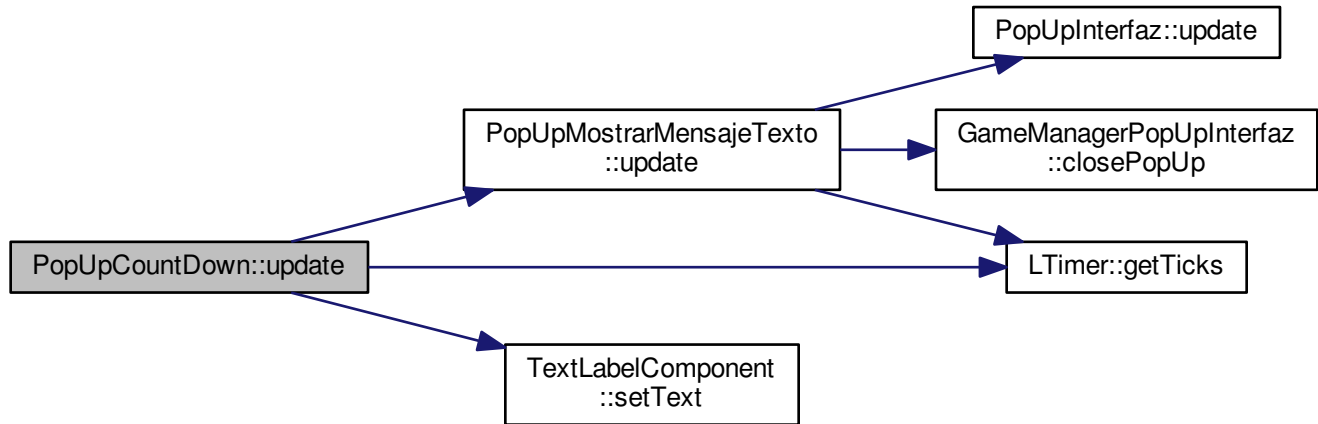 PopUpInterfaz::update
PopUpMostrarMensajeTexto
::update
GameManagerPopUpInterfaz
::closePopUp
PopUpCountDown::update
LTimer::getTicks
TextLabelComponent
::setText